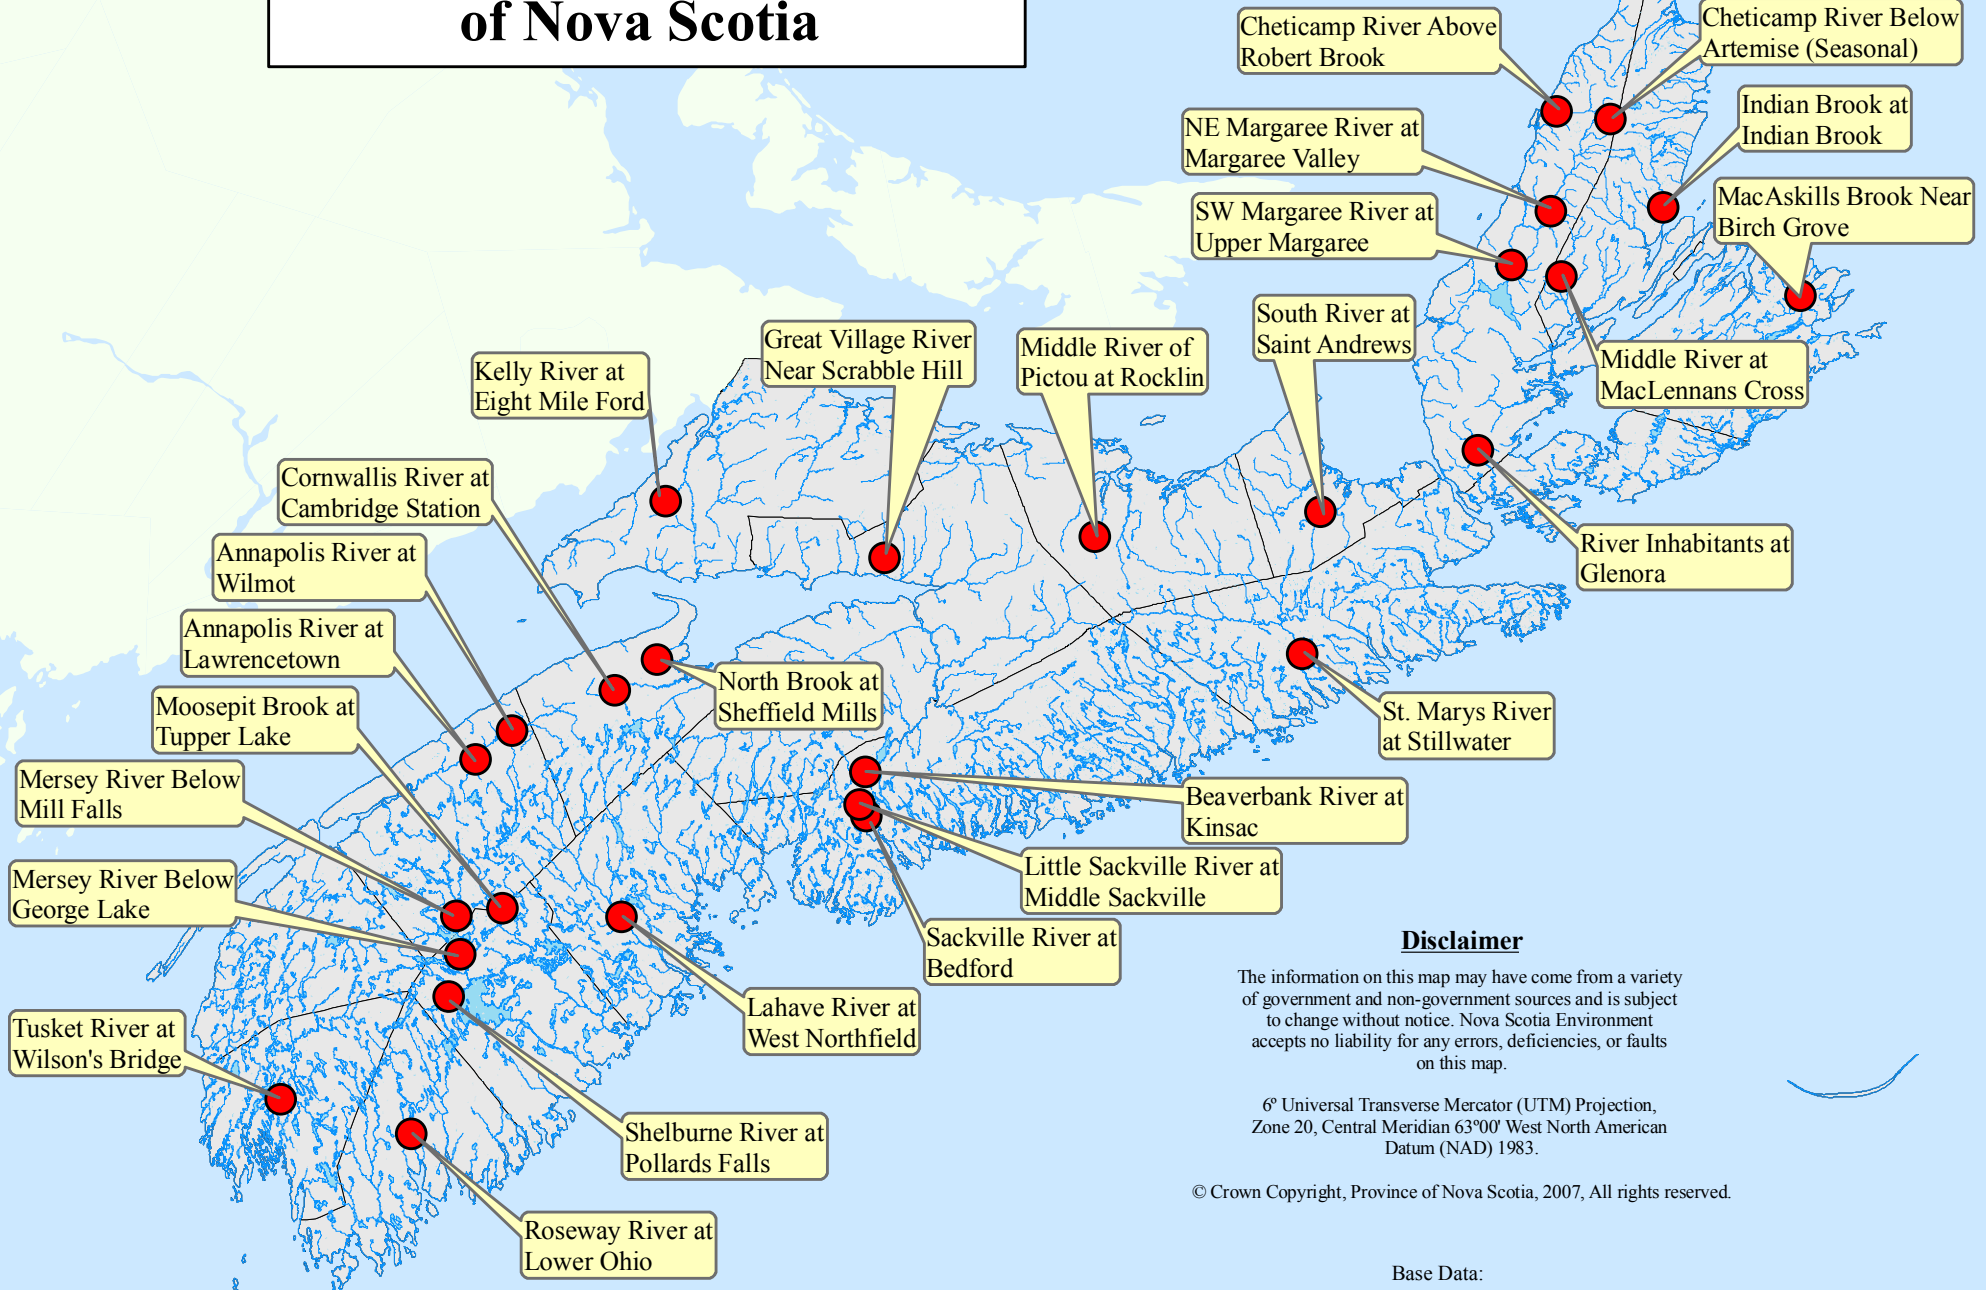 of Nova Scotia
Cheticamp River Above
Robert Brook
Cheticamp River Below
Artemise (Seasonal)
Indian Brook at
Indian Brook
NE Margaree River at
Margaree Valley
MacAskills Brook Near
Birch Grove
SW Margaree River at
Upper Margaree
South River at
Saint Andrews
Great Village River
Near Scrabble Hill
Middle River of
Pictou at Rocklin
Middle River at
MacLennans Cross
Kelly River at
Eight Mile Ford
Cornwallis River at
Cambridge Station
River Inhabitants at
Glenora
Annapolis River at
Wilmot
Annapolis River at
Lawrencetown
North Brook at
Sheffield Mills
Moosepit Brook at
Tupper Lake
St. Marys River
at Stillwater
Mersey River Below
Mill Falls
Beaverbank River at
Kinsac
Little Sackville River at
Middle Sackville
Mersey River Below
George Lake
Sackville River at
Bedford
Lahave River at
West Northfield
Tusket River at
Wilson's Bridge
Shelburne River at
Pollards Falls
Roseway River at
Lower Ohio
Disclaimer
The information on this map may have come from a variety
of government and non-government sources and is subject
to change without notice. Nova Scotia Environment
accepts no liability for any errors, deficiencies, or faults
on this map.
6º Universal Transverse Mercator (UTM) Projection,
Zone 20, Central Meridian 63º00' West North American
Datum (NAD) 1983.
© Crown Copyright, Province of Nova Scotia, 2007, All rights reserved.
Base Data: